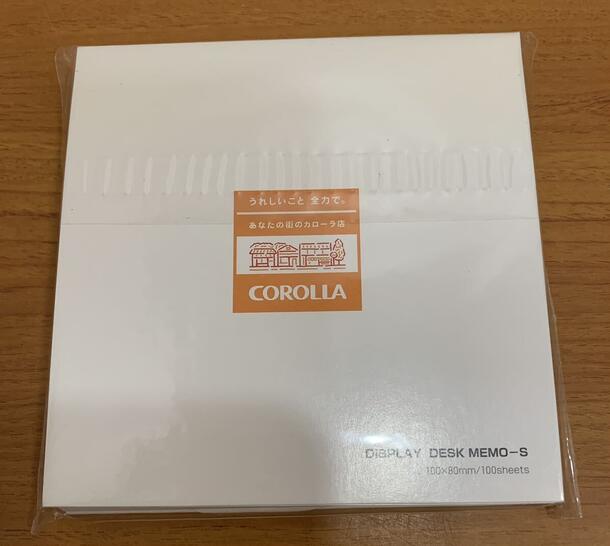 うれしいこと 全力で。
あなたの街のカローラ店
COROLLA
DISPLAY DESK MEMO-S
100×80mm/100sheets